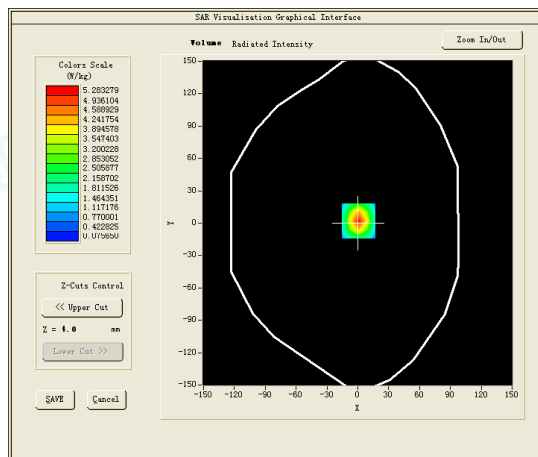 SAR Visualization Graphical Interface
Volume Radiated Intensity
Zoom In/Out
Colors Scale
(W/kg)
5.283279
4.936104
4.588929
4.241754
3.894578
3.547403
3.200228
2.853052
2.505877
2.158702
1.811526
1.464351
1.117176
0.770001
0.422825
0.075650
Z-Cuts Control
<< Upper Cut
Z = 4.0 mm
Lower Cut >>
SAVE Cancel
150
120
90
60
30
0
-30
-60
-90
-120
-150
Y
-150 -120 -90 -60 -30 0 30 60 90 120 150
X